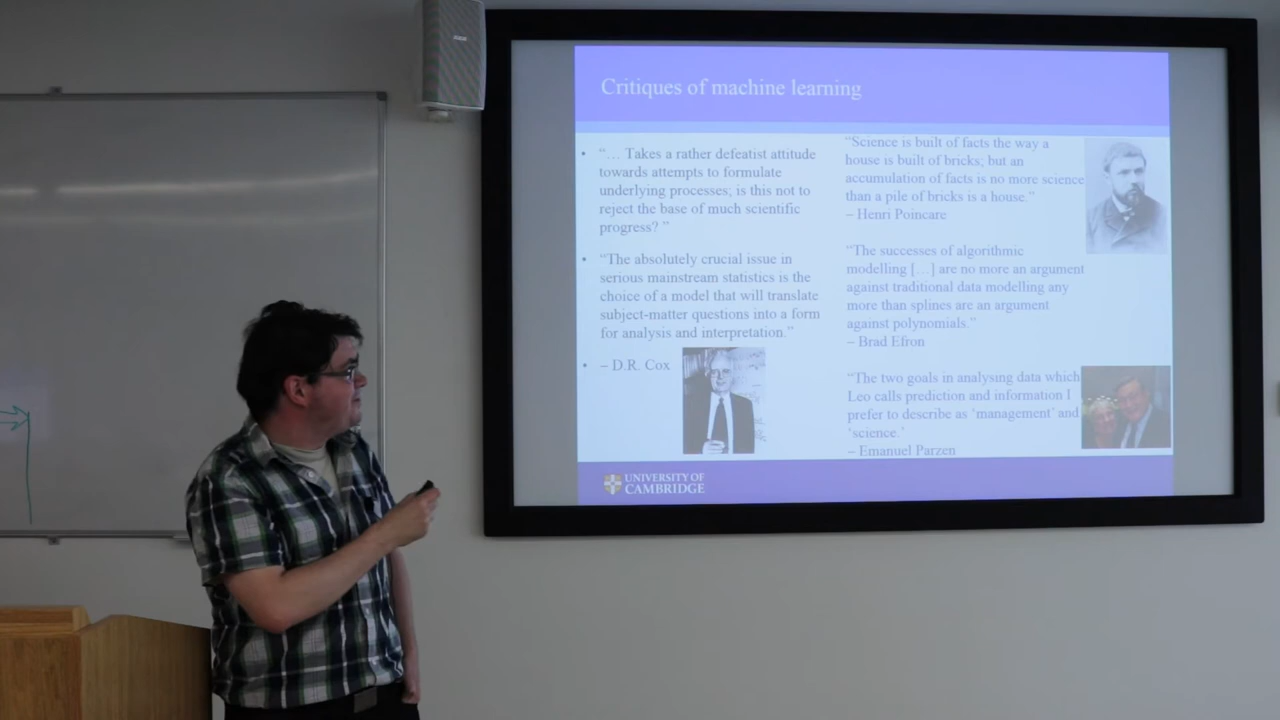 BOSE
Critiques of machine learning
• “… Takes a rather defeatist attitude
towards attempts to formulate
underlying processes; is this not to
reject the base of much scientific
progress? ”
• “The absolutely crucial issue in
serious mainstream statistics is the
choice of a model that will translate
subject-matter questions into a form
for analysis and interpretation.”
• – D.R. Cox
“Science is built of facts the way a
house is built of bricks; but an
accumulation of facts is no more science
than a pile of bricks is a house.“
– Henri Poincare
“The successes of algorithmic
modelling […] are no more an argument
against traditional data modelling any
more than splines are an argument
against polynomials.”
– Brad Efron
“The two goals in analysing data which
Leo calls prediction and information I
prefer to describe as ‘management’ and
‘science.’
– Emanuel Parzen
UNIVERSITY OF
CAMBRIDGE